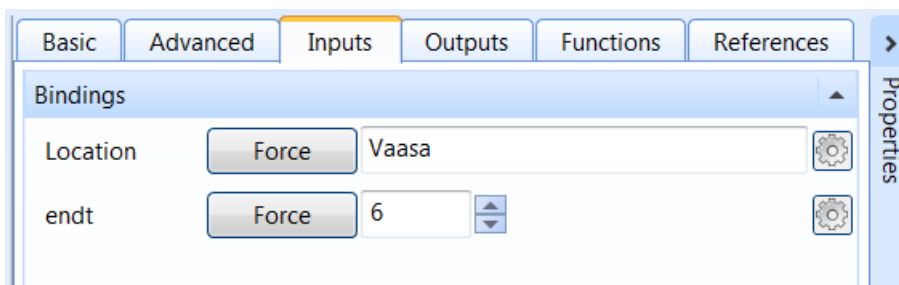 Basic Advanced Inputs Outputs Functions References
Bindings
Location Force Vaasa
endt Force 6
Properties